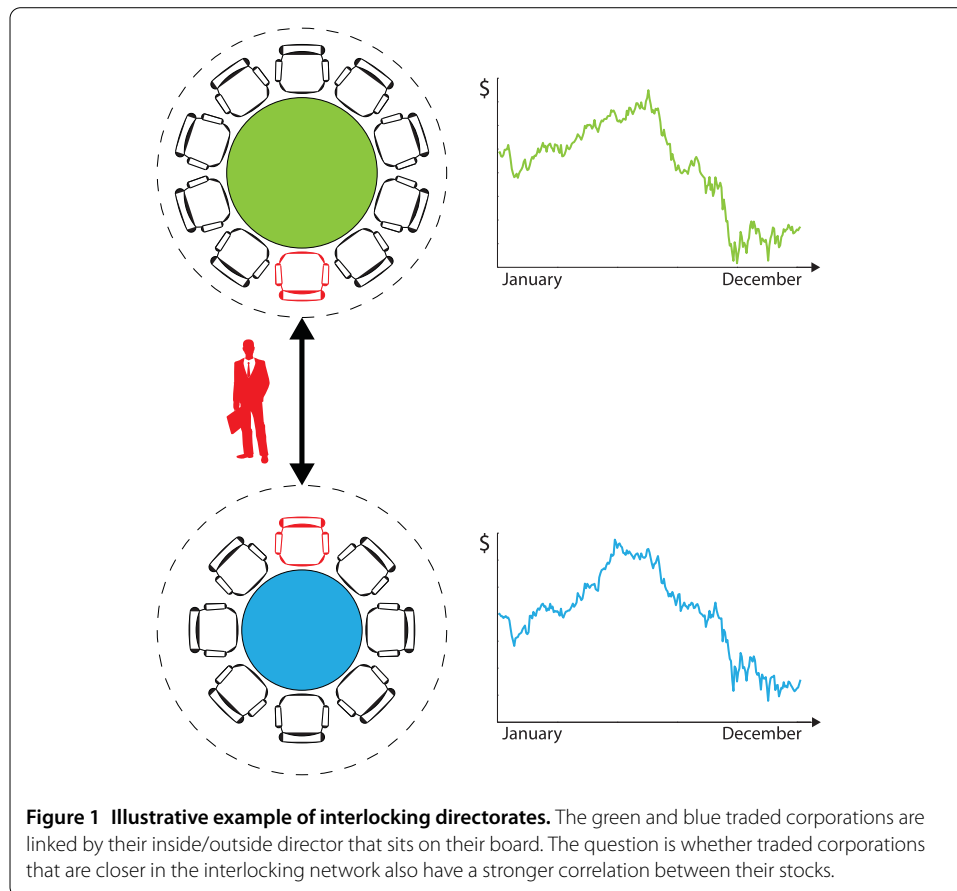 $
January December
$
January December
Figure 1 Illustrative example of interlocking directorates. The green and blue traded corporations are
linked by their inside/outside director that sits on their board. The question is whether traded corporations
that are closer in the interlocking network also have a stronger correlation between their stocks.